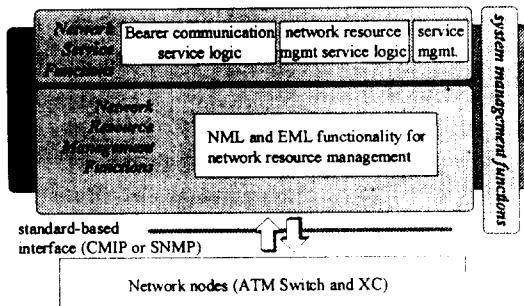 Network
Service
Functions
Bearer communication
service logic
network resource
mgmt service logic
service
mgmt.
system management functions
Network
Resource
Management
Functions
NML and EML functionality for
network resource management
standard-based
interface (CMIP or SNMP)
Network nodes (ATM Switch and XC)